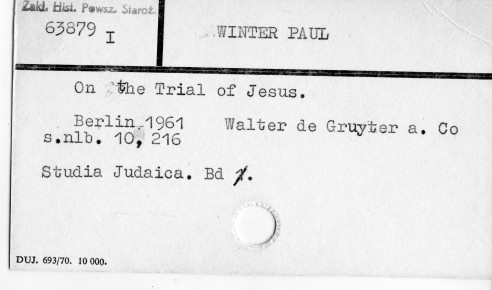 Zakł. Hist. Powsz. Staroż.
63879 I
WINTER PAUL
On the Trial of Jesus.
Berlin 1961 Walter de Gruyter a. Co
s.nlb. 10, 216
Studia Judaica. Bd 1.
DUJ. 693/70. 10 000.